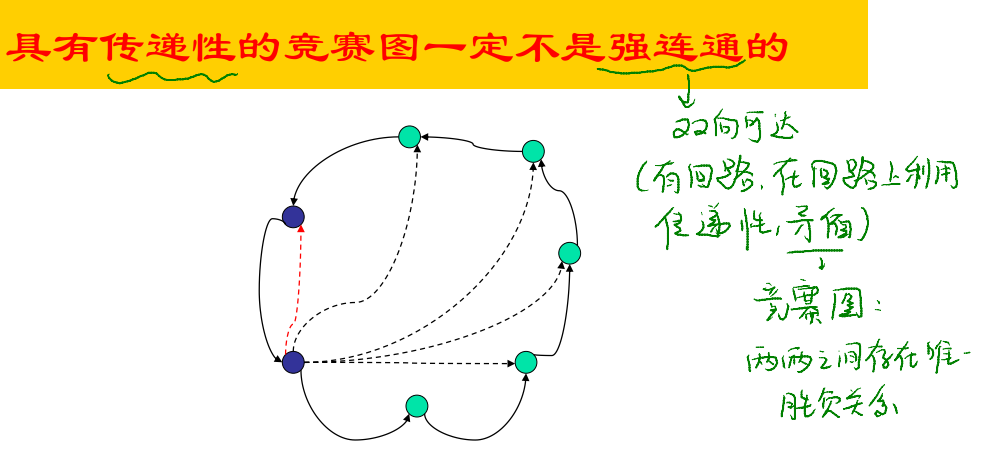 具有传递性的竞赛图一定不是强连通的
双向可达
(有回路,在回路上利用
传递性,矛盾)
竞赛图:
两两之间存在唯一
胜负关系